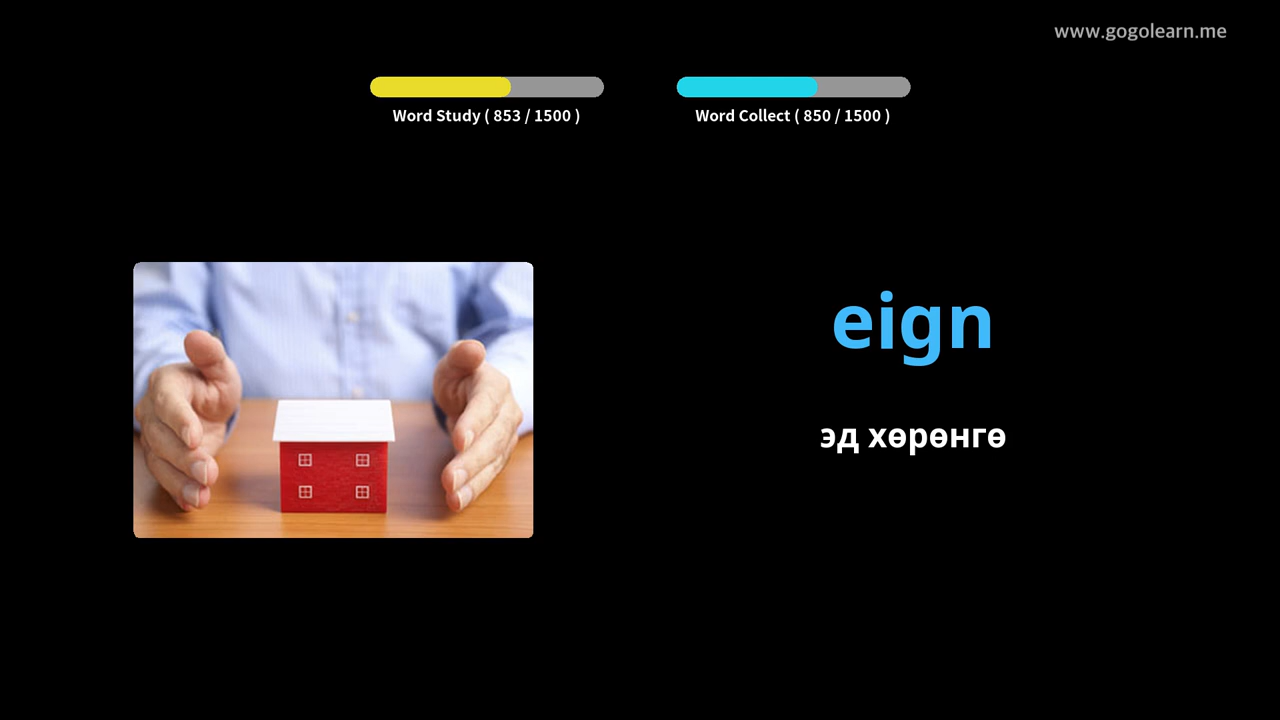 www.gogolearn.me
Word Study ( 853 / 1500 )
Word Collect ( 850 / 1500 )
eign
эд хөрөнгө